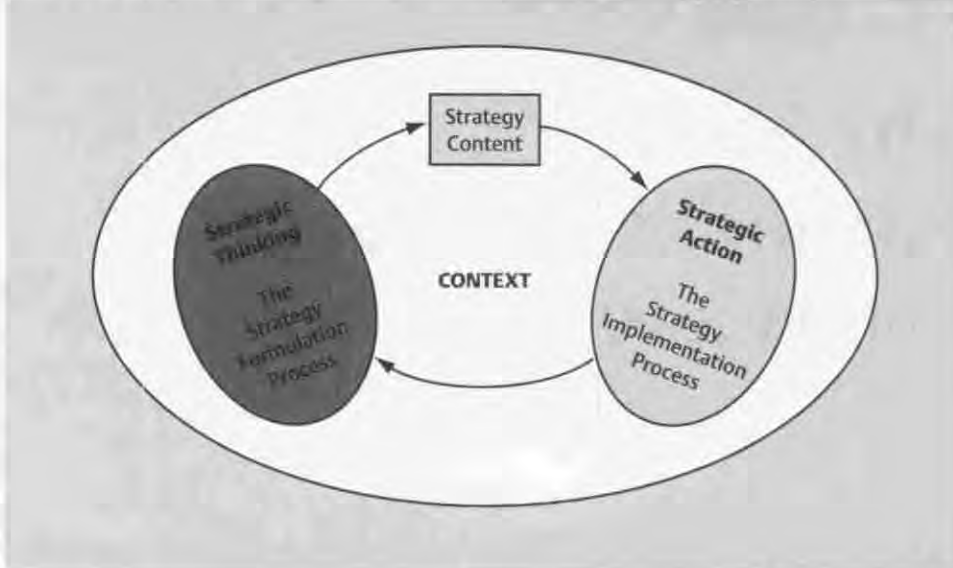 Strategy
Content
Strategic
Thinking
The
Strategy
Formulation
Process
CONTEXT
Strategic
Action
The
Strategy
Implementation
Process